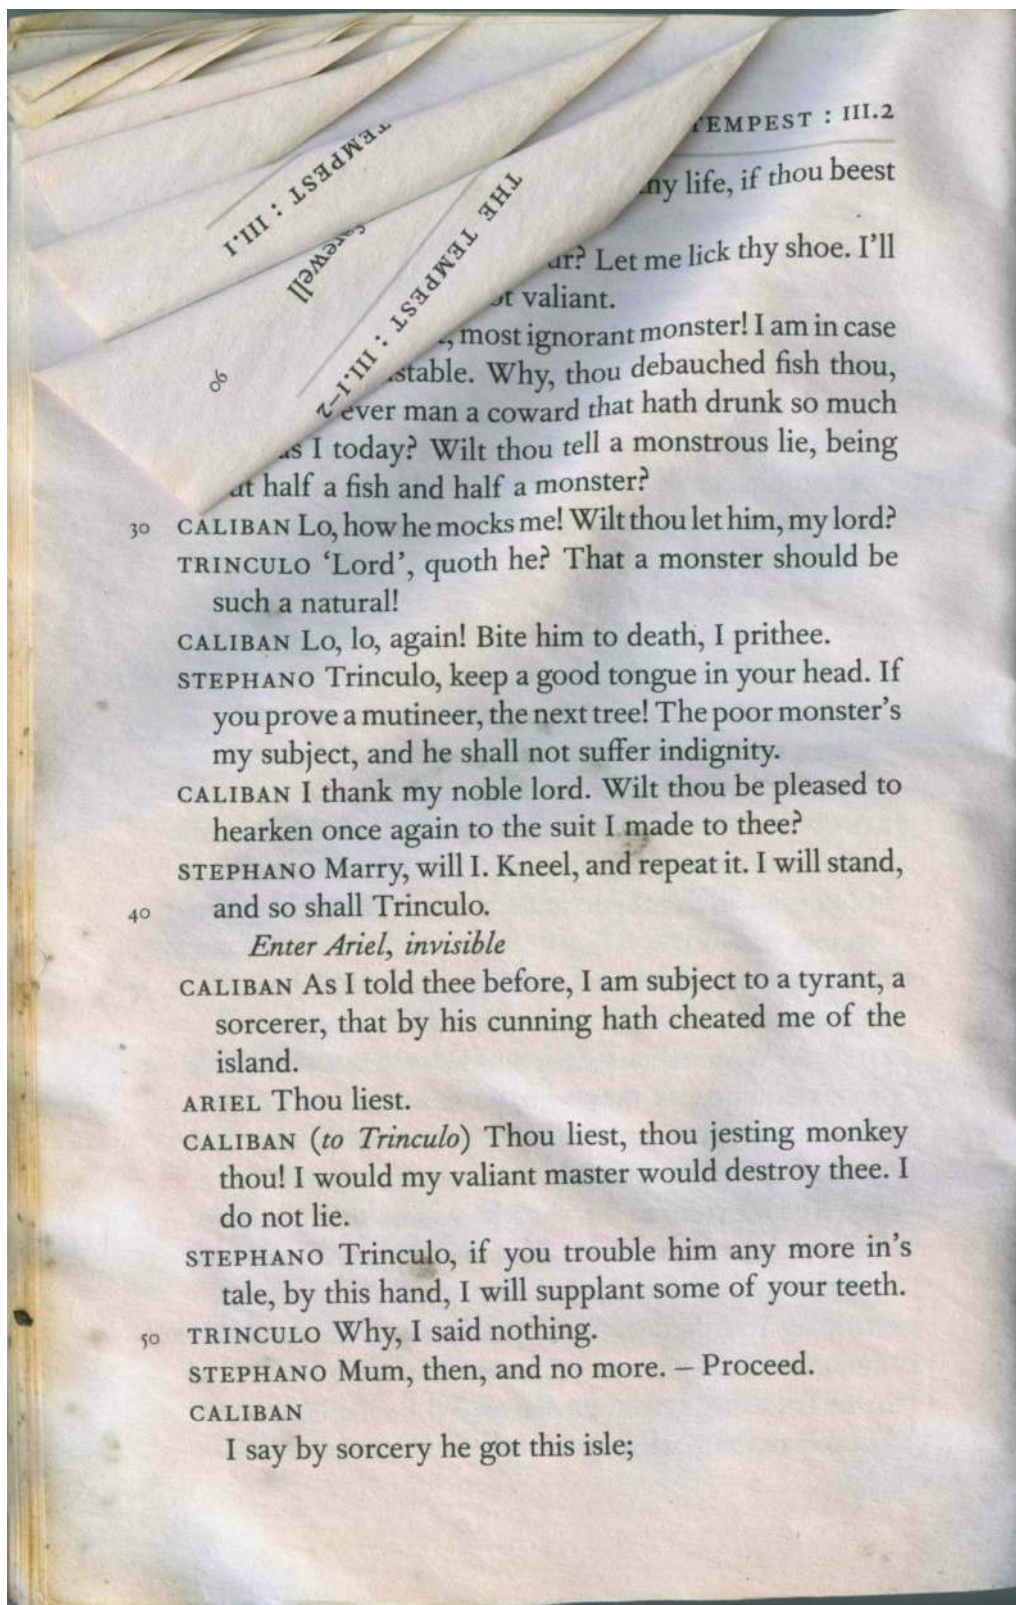 TEMPEST : III.1
farewell
90
THE TEMPEST : III.1–2
TEMPEST : III.2
my life, if thou beest
Let me lick thy shoe. I'll
valiant.
most ignorant monster! I am in case
Why, thou debauched fish thou,
ever man a coward that hath drunk so much
as I today? Wilt thou tell a monstrous lie, being
half a fish and half a monster?
30 CALIBAN Lo, how he mocks me! Wilt thou let him, my lord?
TRINCULO ‘Lord’, quoth he? That a monster should be
such a natural!
CALIBAN Lo, lo, again! Bite him to death, I prithee.
STEPHANO Trinculo, keep a good tongue in your head. If
you prove a mutineer, the next tree! The poor monster's
my subject, and he shall not suffer indignity.
CALIBAN I thank my noble lord. Wilt thou be pleased to
hearken once again to the suit I made to thee?
STEPHANO Marry, will I. Kneel, and repeat it. I will stand,
40 and so shall Trinculo.
Enter Ariel, invisible
CALIBAN As I told thee before, I am subject to a tyrant, a
sorcerer, that by his cunning hath cheated me of the
island.
ARIEL Thou liest.
CALIBAN (to Trinculo) Thou liest, thou jesting monkey
thou! I would my valiant master would destroy thee. I
do not lie.
STEPHANO Trinculo, if you trouble him any more in's
tale, by this hand, I will supplant some of your teeth.
50 TRINCULO Why, I said nothing.
STEPHANO Mum, then, and no more. – Proceed.
CALIBAN
I say by sorcery he got this isle;